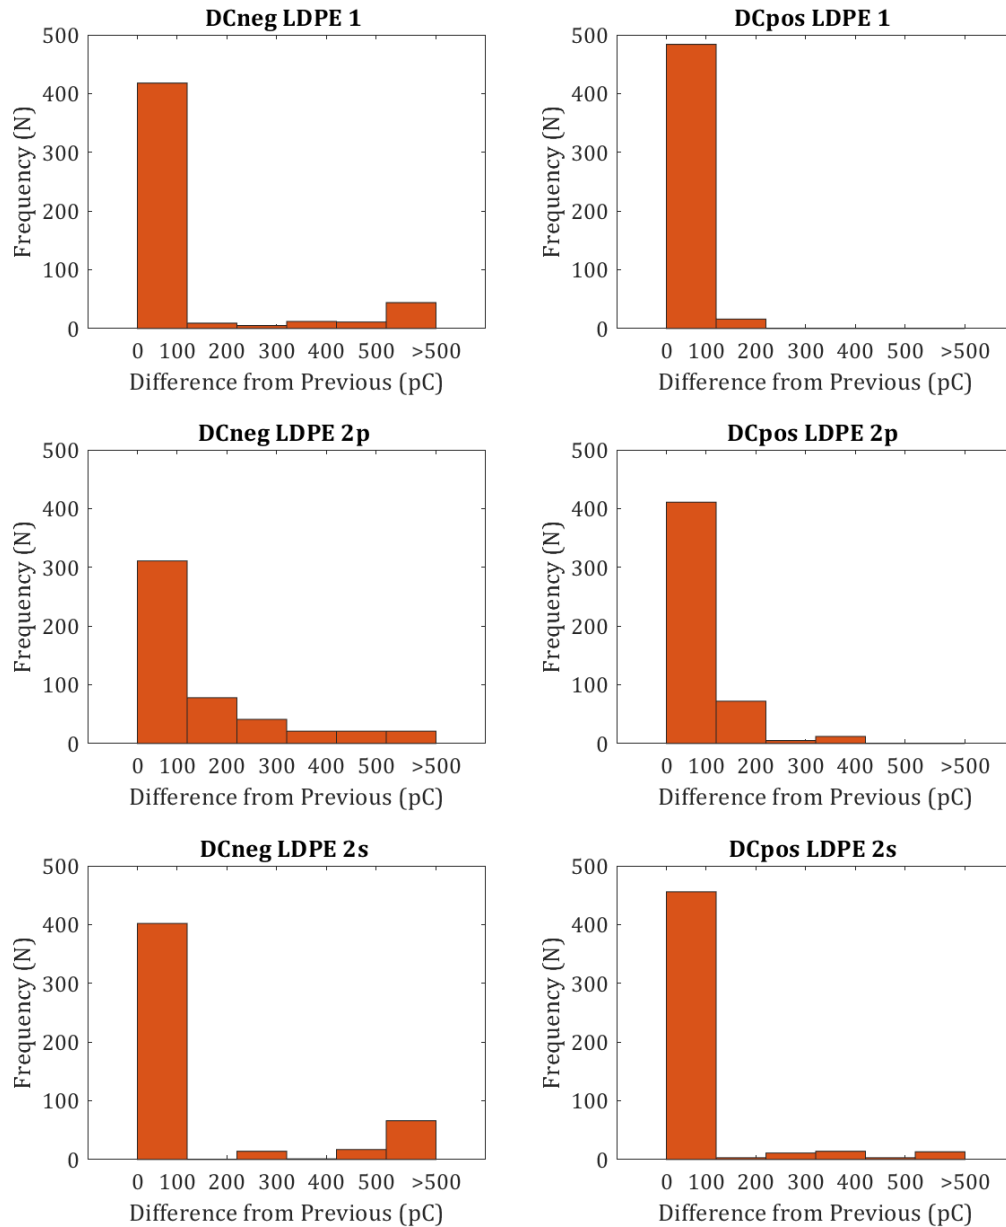 DCneg LDPE 1
500
400
300
200
100
0
Frequency (N)
0 100 200 300 400 500 >500
Difference from Previous (pC)
DCpos LDPE 1
500
400
300
200
100
0
Frequency (N)
0 100 200 300 400 500 >500
Difference from Previous (pC)
DCneg LDPE 2p
500
400
300
200
100
0
Frequency (N)
0 100 200 300 400 500 >500
Difference from Previous (pC)
DCpos LDPE 2p
500
400
300
200
100
0
Frequency (N)
0 100 200 300 400 500 >500
Difference from Previous (pC)
DCneg LDPE 2s
500
400
300
200
100
0
Frequency (N)
0 100 200 300 400 500 >500
Difference from Previous (pC)
DCpos LDPE 2s
500
400
300
200
100
0
Frequency (N)
0 100 200 300 400 500 >500
Difference from Previous (pC)